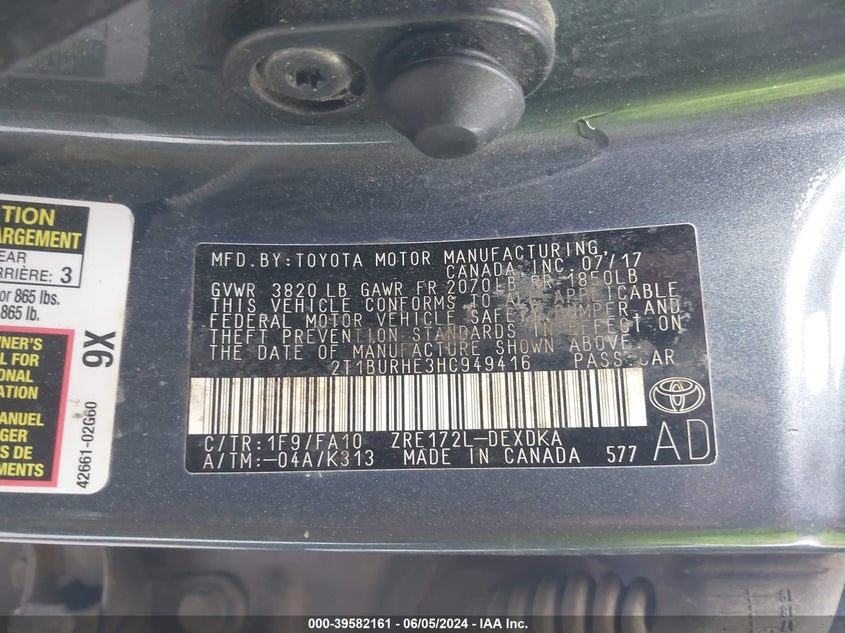 TION
ARGEMENT
EAR
RRIÈRE: 3
or 865 lbs.
865 lb.
WNER'S
L FOR
ONAL
ATION
MANUEL
R
GER
IONS
9X
42661-02G60
MFD. BY: TOYOTA MOTOR MANUFACTURING,
CANADA, INC. 07/17
GVWR 3820 LB GAWR FR 2070LB RR 1850LB
THIS VEHICLE CONFORMS TO ALL APPLICABLE
FEDERAL MOTOR VEHICLE SAFETY, BUMPER, AND
THEFT PREVENTION STANDARDS IN EFFECT ON
THE DATE OF MANUFACTURE SHOWN ABOVE.
2T1BURHE3HC949416 PASS·CAR
C/TR:1F9/FA10 ZRE172L-DEXDKA
A/TM:-04A/K313 MADE IN CANADA 577
AD
000-39582161 - 06/05/2024 - IAA Inc.